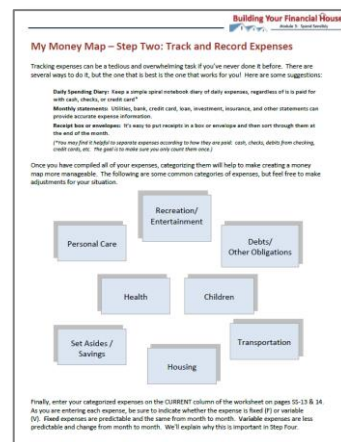 Building Your Financial House
Module 5: Spend Sensibly
My Money Map – Step Two: Track and Record Expenses
Tracking expenses can be a tedious and overwhelming task if you've never done it before. There are
several ways to do it, but the one that is best is the one that works for you! Here are some suggestions:
Daily Spending Diary: Keep a simple spiral notebook diary of daily expenses, regardless of is is paid for
with cash, checks, or credit card*
Monthly statements: Utilities, bank, credit card, loan, investment, insurance, and other statements can
provide accurate expense information.
Receipt box or envelopes: It's easy to put receipts in a box or envelope and then sort through them at
the end of the month.
(*You may find it helpful to separate expenses according to how they are paid: cash, checks, debits from checking,
credit cards, etc. The goal is to make sure you only count them once.)
Once you have compiled all of your expenses, categorizing them will help to make creating a money
map more manageable. The following are some common categories of expenses, but feel free to make
adjustments for your situation.
Recreation/
Entertainment
Personal Care
Debts/
Other Obligations
Health
Children
Set Asides /
Savings
Transportation
Housing
Finally, enter your categorized expenses on the CURRENT column of the worksheet on pages SS-13 & 14.
As you are entering each expense, be sure to indicate whether the expense is fixed (F) or variable
(V). Fixed expenses are predictable and the same from month to month. Variable expenses are less
predictable and change from month to month. We'll explain why this is important in Step Four.